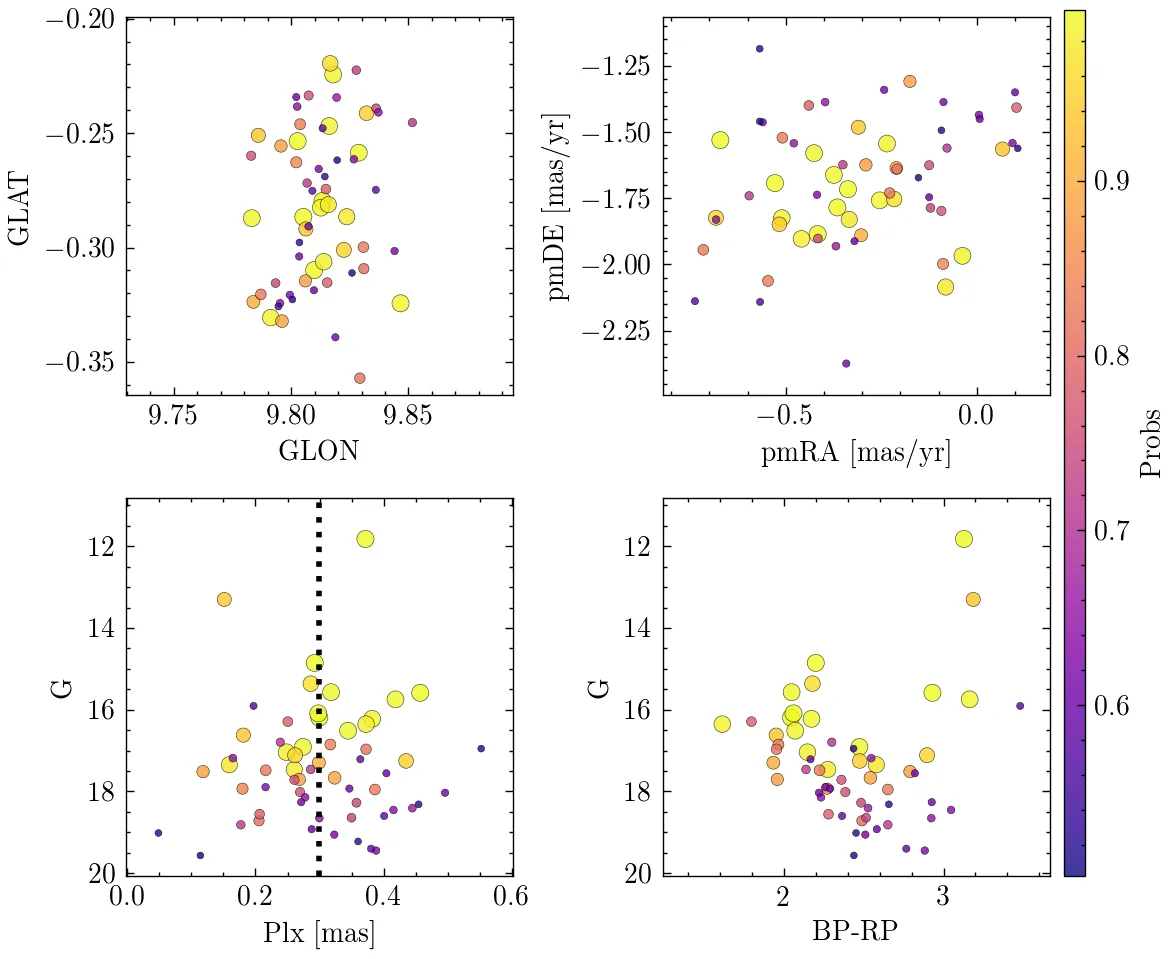 −0.20
−0.25
−0.30
−0.35
GLAT
9.75 9.80 9.85
GLON
−1.25
−1.50
−1.75
−2.00
−2.25
pmDE [mas/yr]
−0.5 0.0
pmRA [mas/yr]
12
14
16
18
20
G
0.0 0.2 0.4 0.6
Plx [mas]
12
14
16
18
20
G
2 3
BP-RP
0.9
0.8
0.7
0.6
Probs